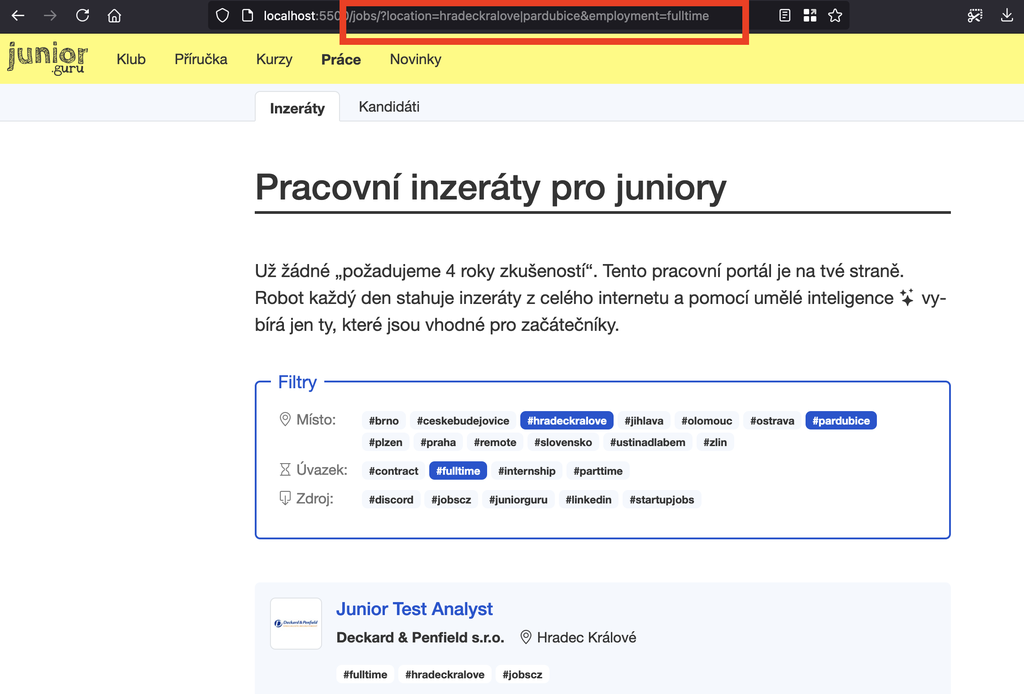 localhost:5500/jobs/?location=hradeckralove|pardubice&employment=fulltime
junior
.guru
Klub Příručka Kurzy Práce Novinky
Inzeráty Kandidáti
Pracovní inzeráty pro juniory
Už žádné „požadujeme 4 roky zkušeností“. Tento pracovní portál je na tvé straně.
Robot každý den stahuje inzeráty z celého internetu a pomocí umělé inteligence vy-
bírá jen ty, které jsou vhodné pro začátečníky.
Filtry
Místo: #brno #ceskebudejovice #hradeckralove #jihlava #olomouc #ostrava #pardubice
#plzen #praha #remote #slovensko #ustinadlabem #zlin
Úvazek: #contract #fulltime #internship #parttime
Zdroj: #discord #jobscz #juniorguru #linkedin #startupjobs
Deckard & Penfield
Junior Test Analyst
Deckard & Penfield s.r.o. Hradec Králové
#fulltime #hradeckralove #jobscz